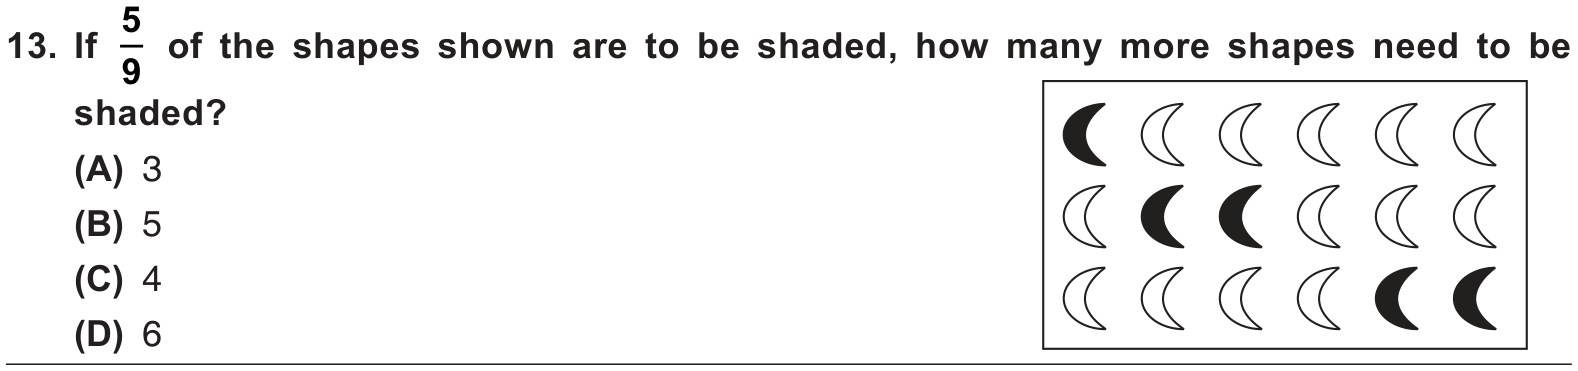 13. If 5/9 of the shapes shown are to be shaded, how many more shapes need to be
shaded?
(A) 3
(B) 5
(C) 4
(D) 6